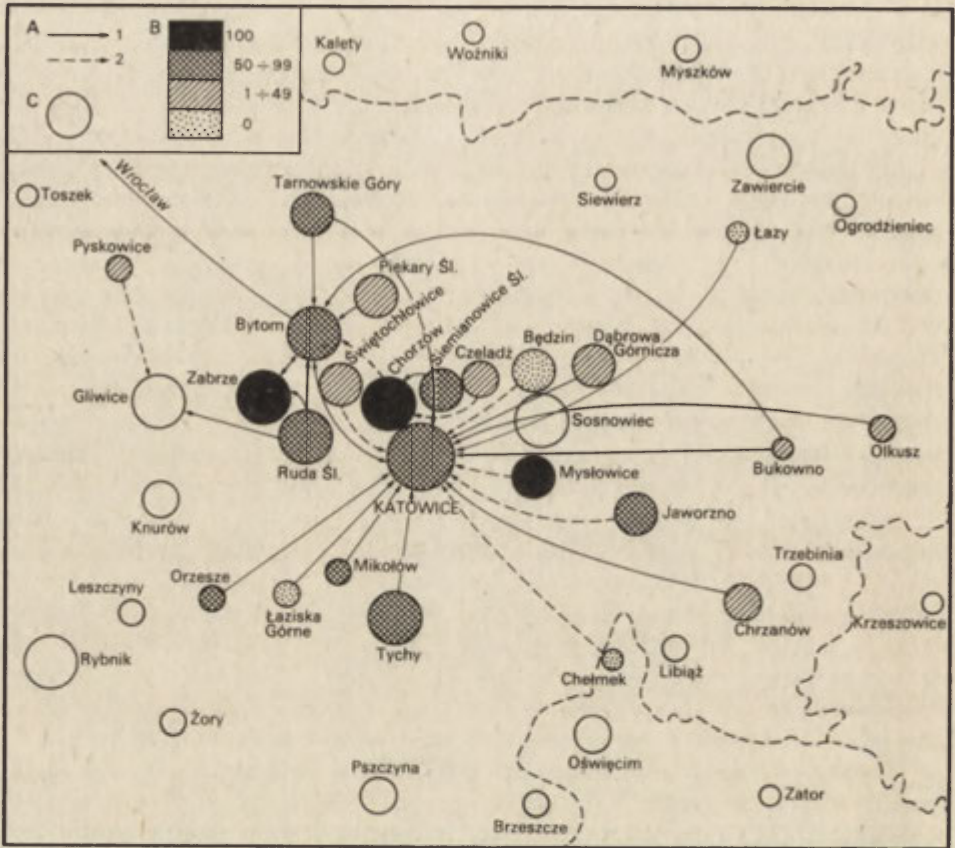 A
1
2
B
100
50÷99
1÷49
0
C
Kalety
Woźniki
Myszków
Wrocław
Toszek
Tarnowskie Góry
Siewierz
Zawiercie
Ogrodzieniec
Łazy
Pyskowice
Piekary Śl.
Bytom
Świętochłowice
Chorzów
Siemianowice Śl.
Czeladź
Będzin
Dąbrowa
Górnicza
Zabrze
Gliwice
Sosnowiec
Ruda Śl.
Bukowno
Olkusz
KATOWICE
Mysłowice
Jaworzno
Knurów
Trzebinia
Leszczyny
Orzesze
Mikołów
Łaziska
Górne
Tychy
Chrzanów
Krzeszowice
Rybnik
Chełmek
Libiąż
Żory
Oświęcim
Pszczyna
Brzeszcze
Zator